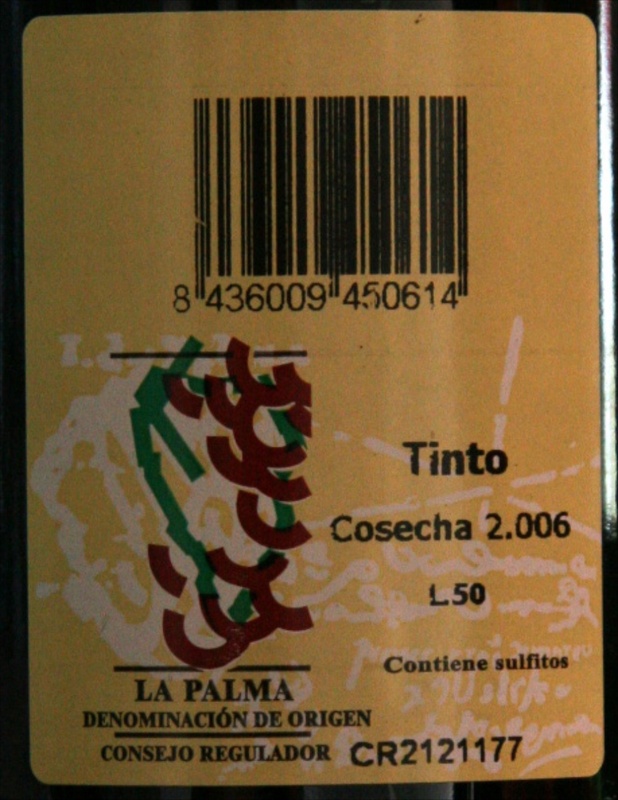 8 436009 450614
Tinto
Cosecha 2.006
L50
Contiene sulfitos
LA PALMA
DENOMINACIÓN DE ORIGEN
CONSEJO REGULADOR CR2121177